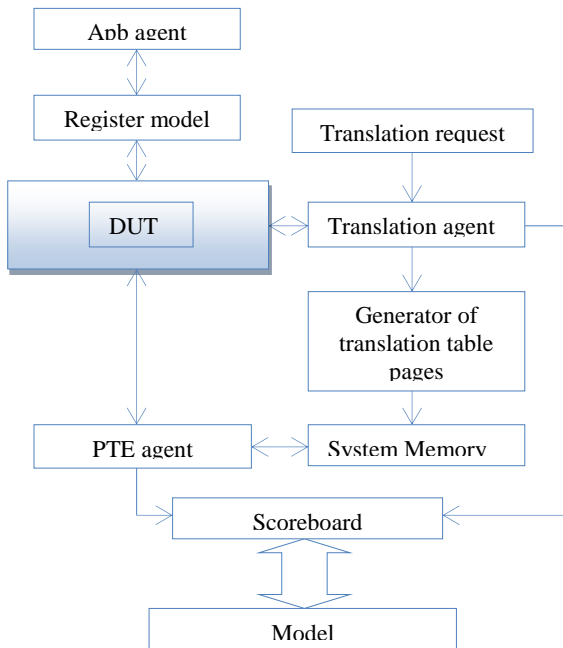 Apb agent
Register model
Translation request
DUT
Translation agent
Generator of
translation table
pages
PTE agent
System Memory
Scoreboard
Model